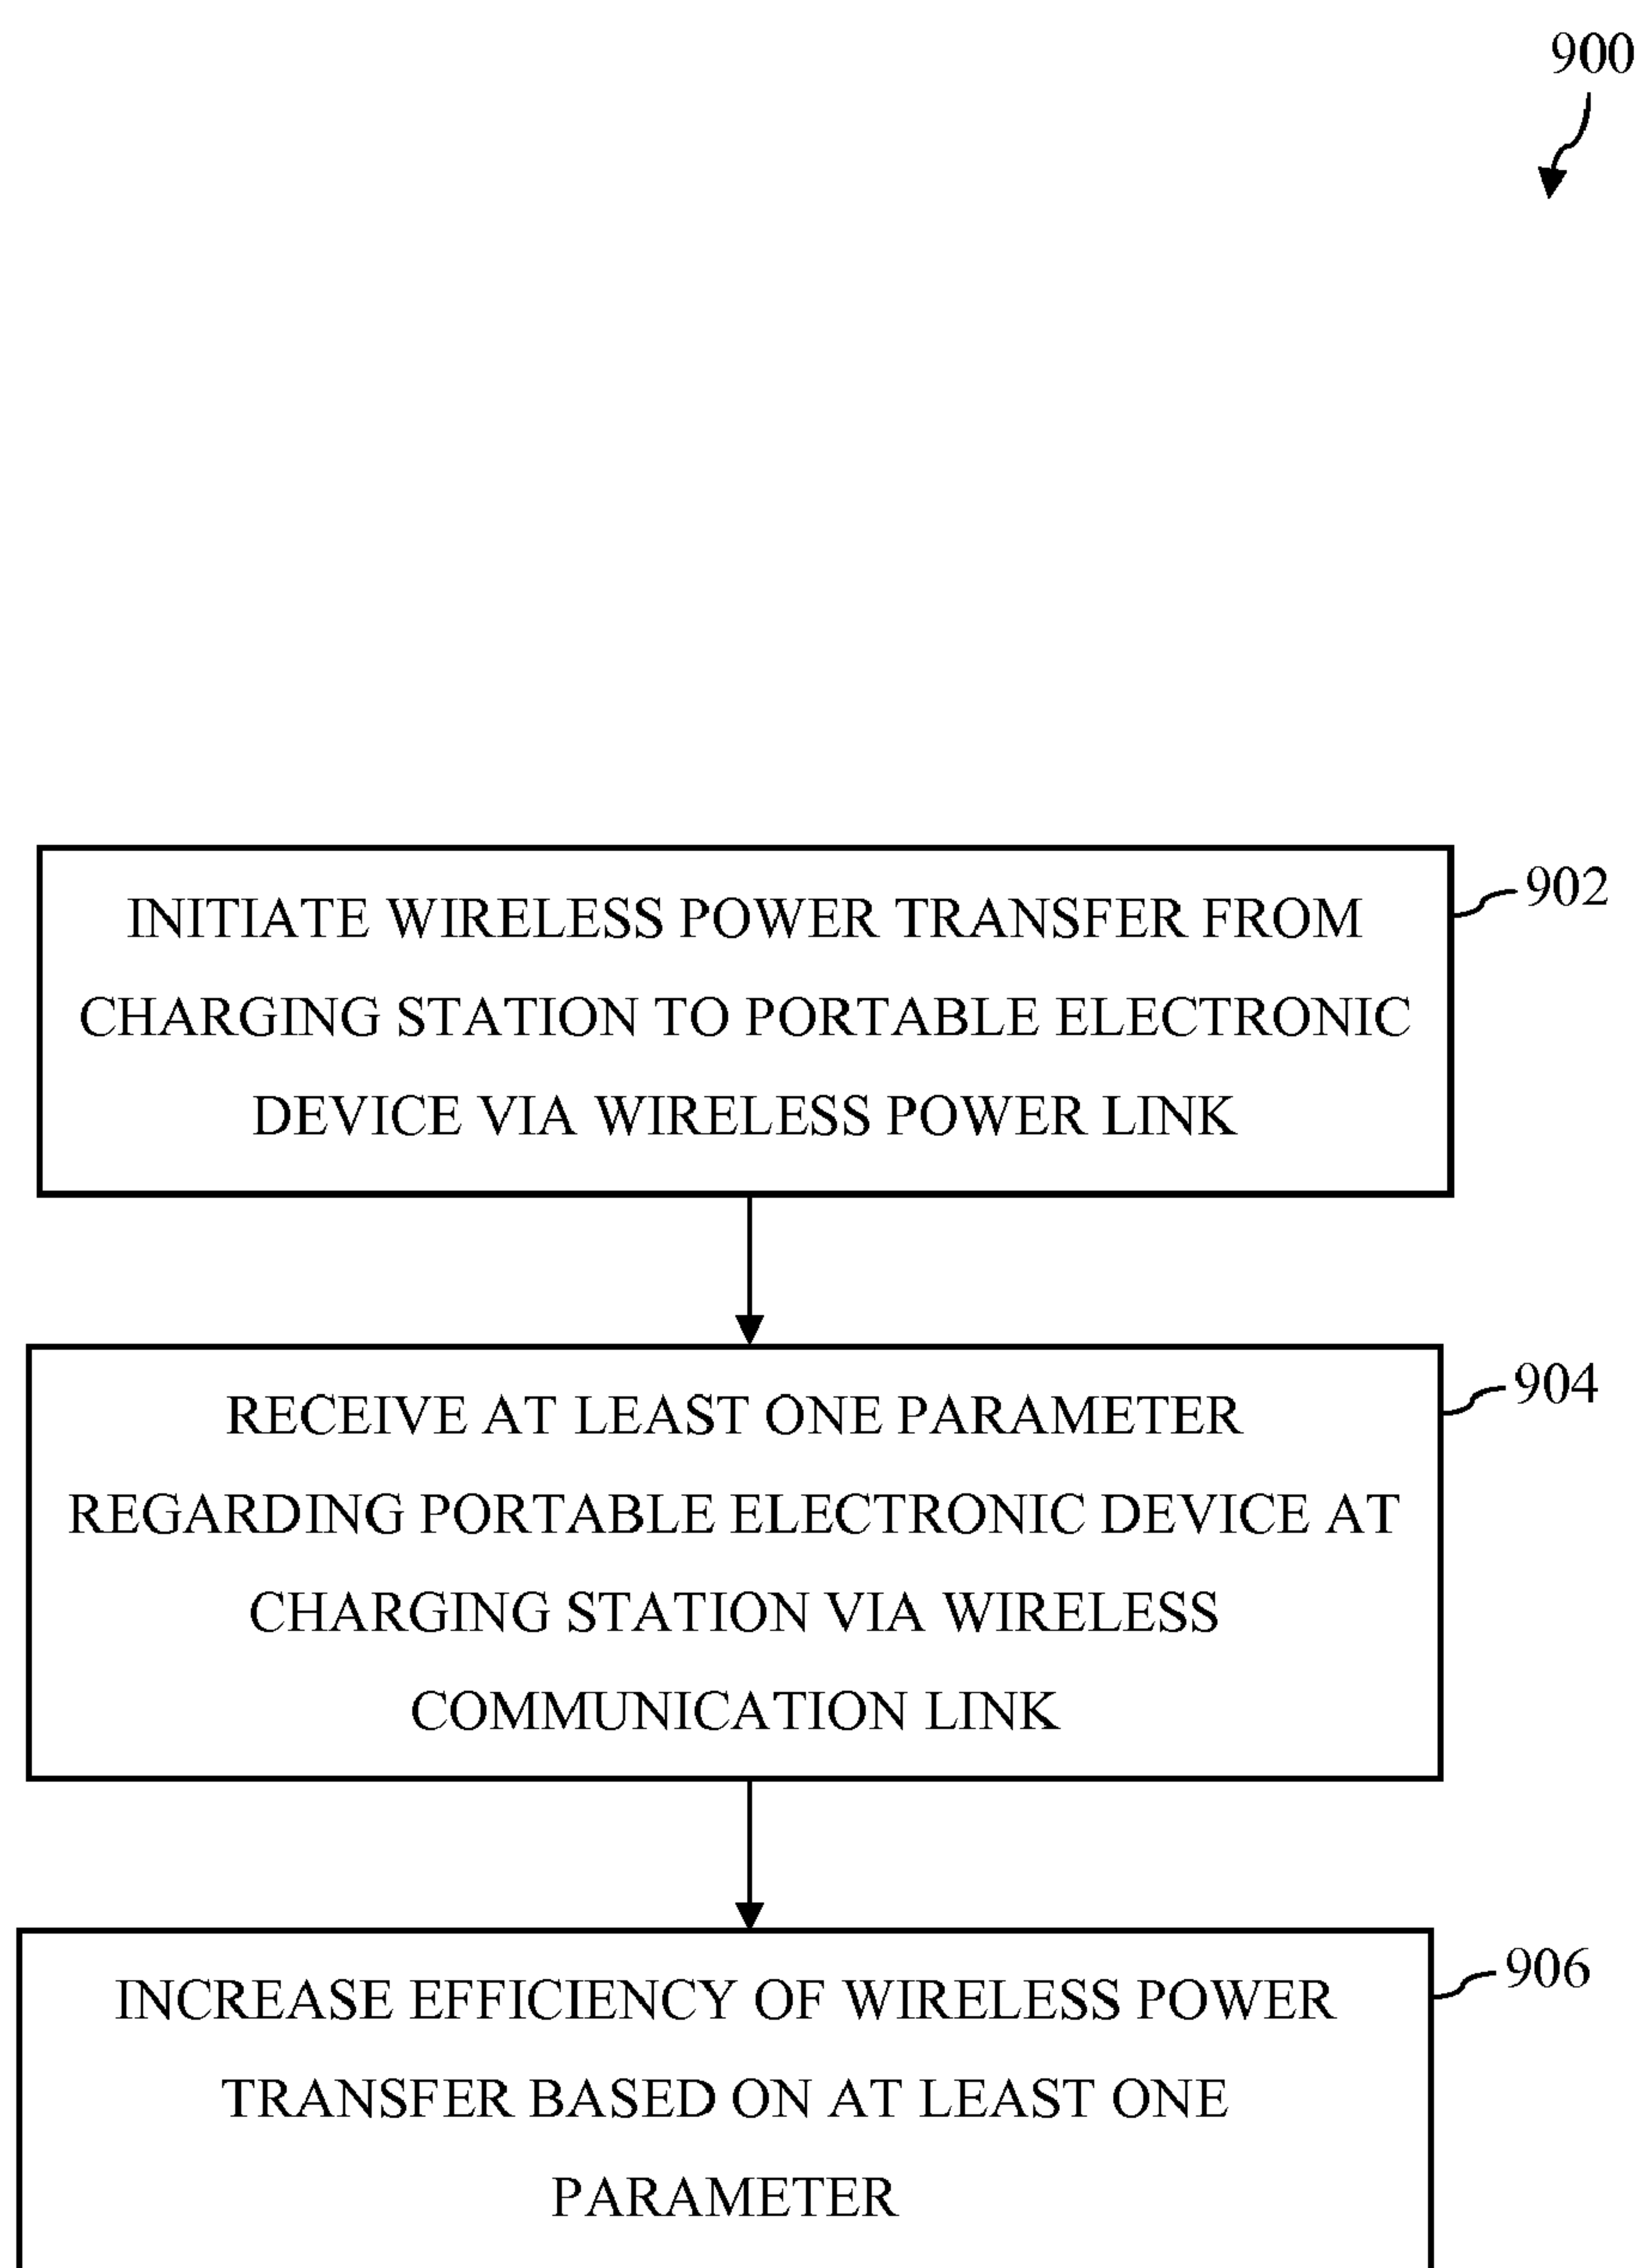 900
INITIATE WIRELESS POWER TRANSFER FROM
902
CHARGING STATION TO PORTABLE ELECTRONIC
DEVICE VIA WIRELESS POWER LINK
RECEIVE AT LEAST ONE PARAMETER
904
REGARDING PORTABLE ELECTRONIC DEVICE AT
CHARGING STATION VIA WIRELESS
COMMUNICATION LINK
INCREASE EFFICIENCY OF WIRELESS POWER
906
TRANSFER BASED ON AT LEAST ONE
PARAMETER